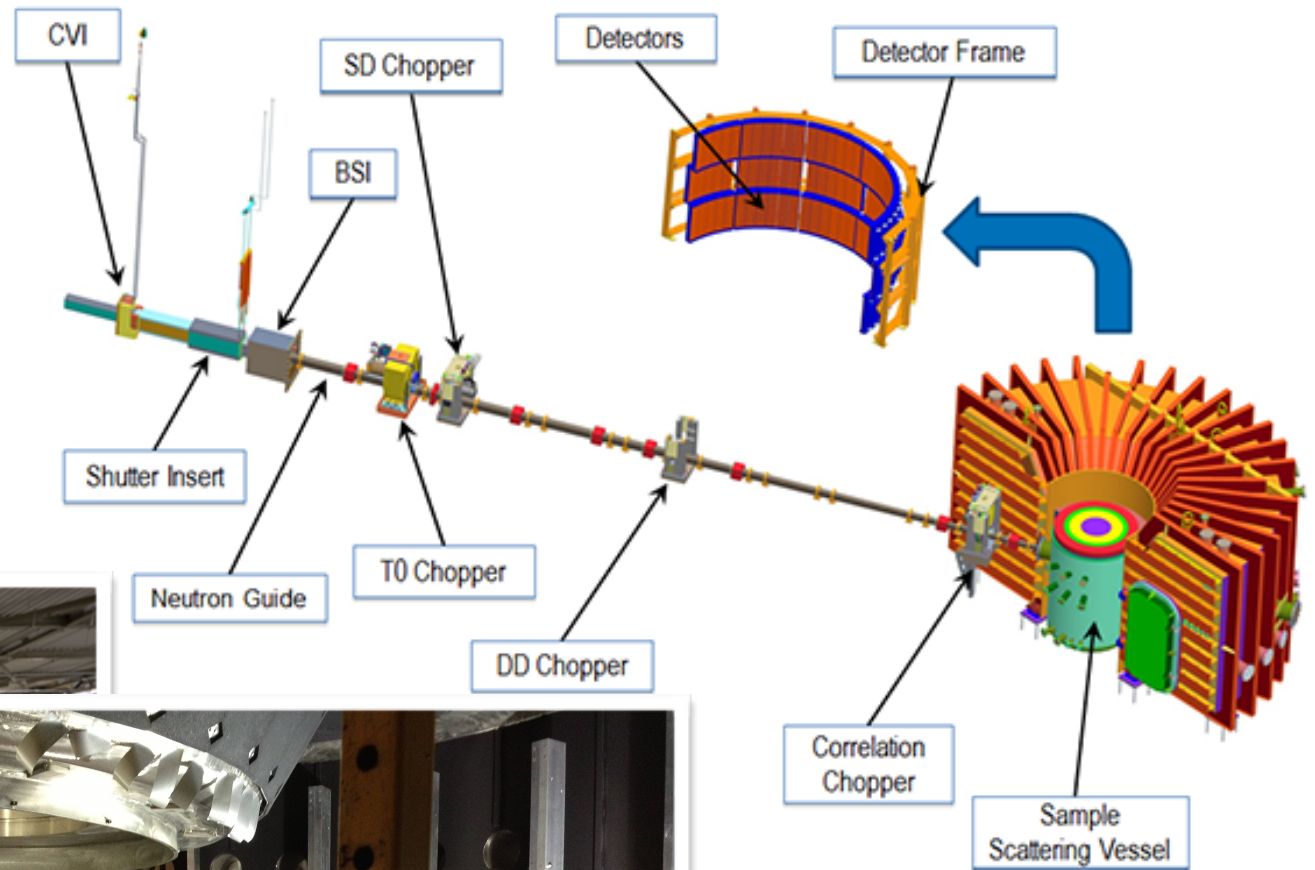 CVI
SD Chopper
Detectors
Detector Frame
BSI
Shutter Insert
Neutron Guide
T0 Chopper
DD Chopper
Correlation
Chopper
Sample
Scattering Vessel